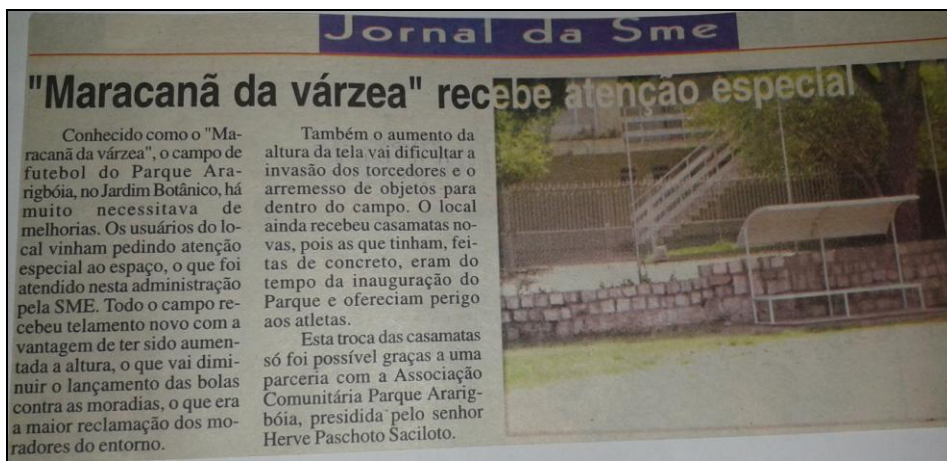 Jornal da Sme
"Maracanã da várzea" recebe atenção especial
Conhecido como o "Ma-
racanã da várzea", o campo de
futebol do Parque Ara-
rigbóia, no Jardim Botânico, há
muito necessitava de
melhorias. Os usuários do lo-
cal vinham pedindo atenção
especial ao espaço, o que foi
atendido nesta administração
pela SME. Todo o campo re-
cebeu telamento novo com a
vantagem de ter sido aumen-
tada a altura, o que vai dimi-
nuir o lançamento das bolas
contra as moradias, o que era
a maior reclamação dos mo-
radores do entorno.
Também o aumento da
altura da tela vai dificultar a
invasão dos torcedores e o
arremesso de objetos para
dentro do campo. O local
ainda recebeu casamatas no-
vas, pois as que tinham, fei-
tas de concreto, eram do
tempo da inauguração do
Parque e ofereciam perigo
aos atletas.
Esta troca das casamatas
só foi possível graças a uma
parceria com a Associação
Comunitária Parque Ararig-
bóia, presidida pelo senhor
Herve Paschoto Saciloto.